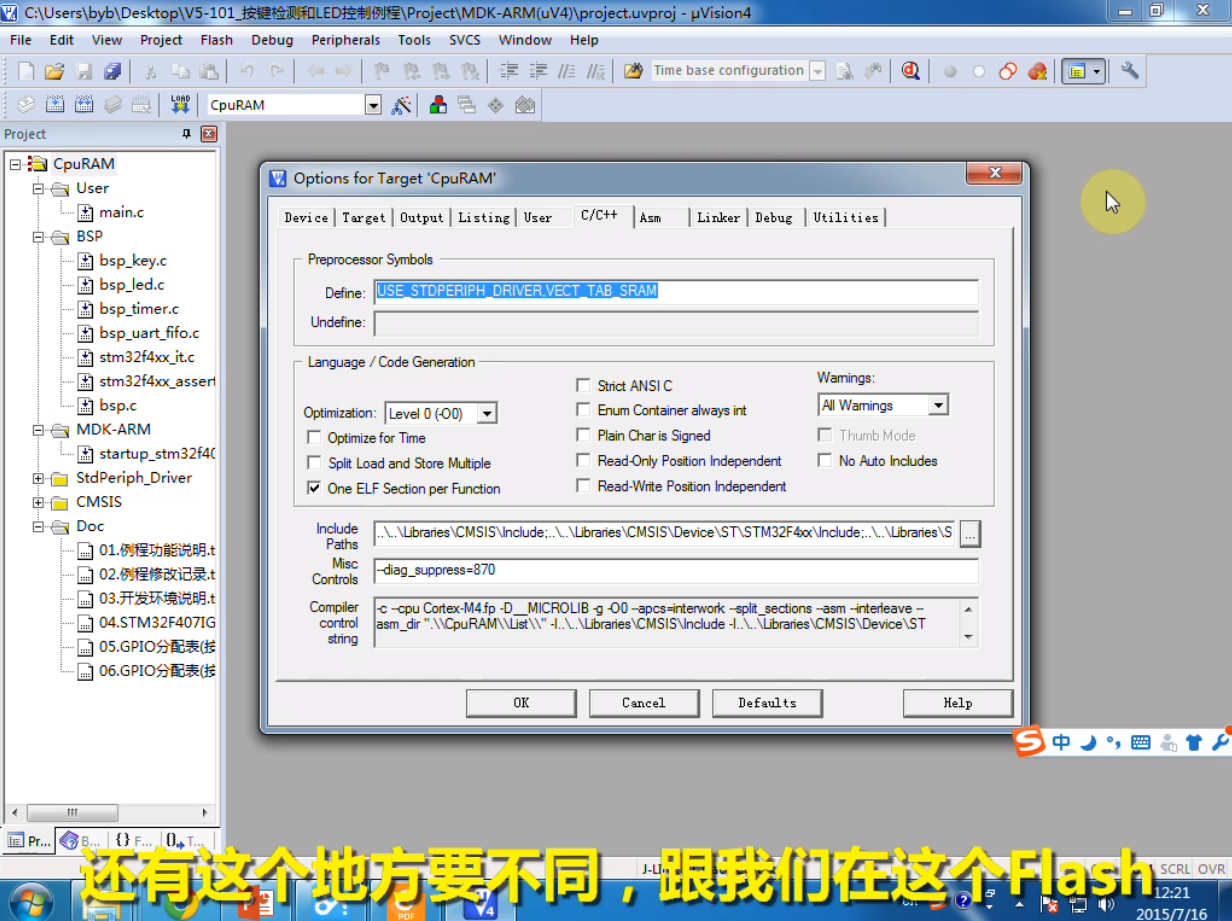 C:\Users\byb\Desktop\V5-101_按键检测和LED控制例程\Project\MDK-ARM(uV4)\project.uvproj - µVision4
File Edit View Project Flash Debug Peripherals Tools SVCS Window Help
Time base configuration
LOAD CpuRAM
Project
CpuRAM
User
main.c
BSP
bsp_key.c
bsp_led.c
bsp_timer.c
bsp_uart_fifo.c
stm32f4xx_it.c
stm32f4xx_assert
bsp.c
MDK-ARM
startup_stm32f40
StdPeriph_Driver
CMSIS
Doc
01.例程功能说明.t
02.例程修改记录.t
03.开发环境说明.t
04.STM32F407IG
05.GPIO分配表(按
06.GPIO分配表(按
Pr... B... {} F... T...
Options for Target 'CpuRAM'
Device Target Output Listing User C/C++ Asm Linker Debug Utilities
Preprocessor Symbols
Define: USE_STDPERIPH_DRIVER,VECT_TAB_SRAM
Undefine:
Language / Code Generation
Optimization: Level 0 (-O0)
Optimize for Time
Split Load and Store Multiple
One ELF Section per Function
Strict ANSI C
Enum Container always int
Plain Char is Signed
Read-Only Position Independent
Read-Write Position Independent
Warnings:
All Warnings
Thumb Mode
No Auto Includes
Include Paths ..\..\Libraries\CMSIS\Include;..\..\Libraries\CMSIS\Device\ST\STM32F4xx\Include;..\..\Libraries\S ...
Misc Controls --diag_suppress=870
Compiler control string -c --cpu Cortex-M4.fp -D__MICROLIB -g -O0 --apcs=interwork --split_sections --asm --interleave --
asm_dir ".\\CpuRAM\\List\\" -I..\..\Libraries\CMSIS\Include -I..\..\Libraries\CMSIS\Device\ST
OK Cancel Defaults Help
中
SCRL OVR
还有这个地方要不同，跟我们在这个Flash
12:21
2015/7/16